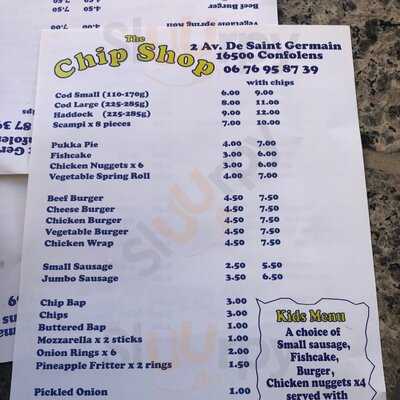 The
Chip Shop
2 Av. De Saint Germain
16500 Confolens
06 76 95 87 39
with chips
Cod Small (110-170g) 6.00 9.00
Cod Large (225-285g) 8.00 11.00
Haddock (225-285g) 9.00 12.00
Scampi x 8 pieces 7.00 10.00
Pukka Pie 4.00 7.00
Fishcake 3.00 6.00
Chicken Nuggets x 6 3.00 6.00
Vegetable Spring Roll 4.00 7.00
Beef Burger 4.50 7.50
Cheese Burger 4.50 7.50
Chicken Burger 4.50 7.50
Vegetable Burger 4.50 7.50
Chicken Wrap 4.50 7.50
Small Sausage 2.50 5.50
Jumbo Sausage 3.50 6.50
Chip Bap 3.00
Chips 3.00
Buttered Bap 1.00
Mozzarella x 2 sticks 1.00
Onion Rings x 6 2.00
Pineapple Fritter x 2 rings 1.50
Pickled Onion 1.00
Kids Menu
A choice of
Small sausage,
Fishcake,
Burger,
Chicken nuggets x4
served with
Beef Burger
Vegetable Spring Roll
sluurpy